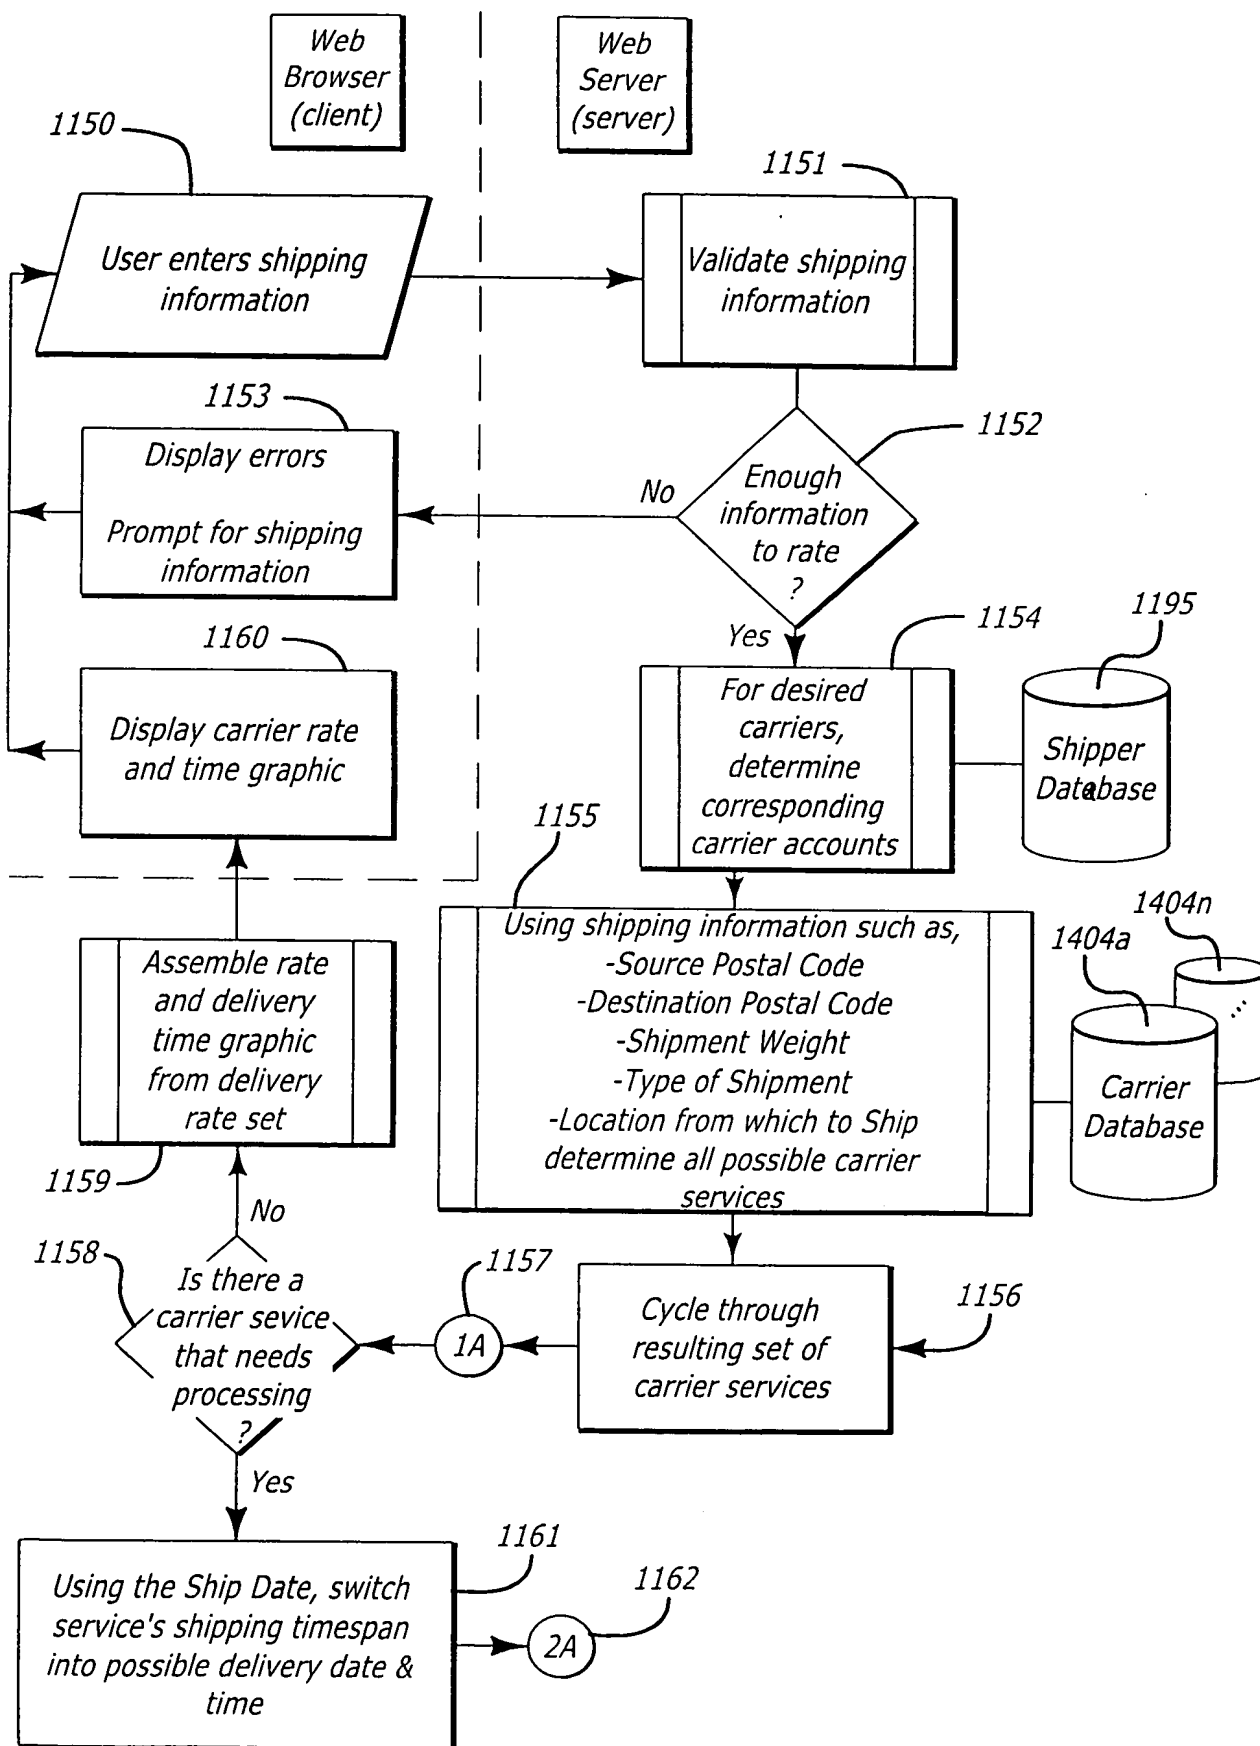 Web
Browser
(client)
Web
Server
(server)
1150
1151
User enters shipping
information
Validate shipping
information
1153
1152
Display errors
Prompt for shipping
information
No
Enough
information
to rate
?
Yes
1160
1154
1195
Display carrier rate
and time graphic
For desired
carriers,
determine
corresponding
carrier accounts
Shipper
Database
1155
1404n
1404a
Using shipping information such as,
-Source Postal Code
-Destination Postal Code
-Shipment Weight
-Type of Shipment
-Location from which to Ship
determine all possible carrier
services
Carrier
Database
Assemble rate
and delivery
time graphic
from delivery
rate set
1159
No
1158
Is there a
carrier sevice
that needs
processing
?
1157
1A
Cycle through
resulting set of
carrier services
1156
Yes
1161
Using the Ship Date, switch
service's shipping timespan
into possible delivery date &
time
1162
2A